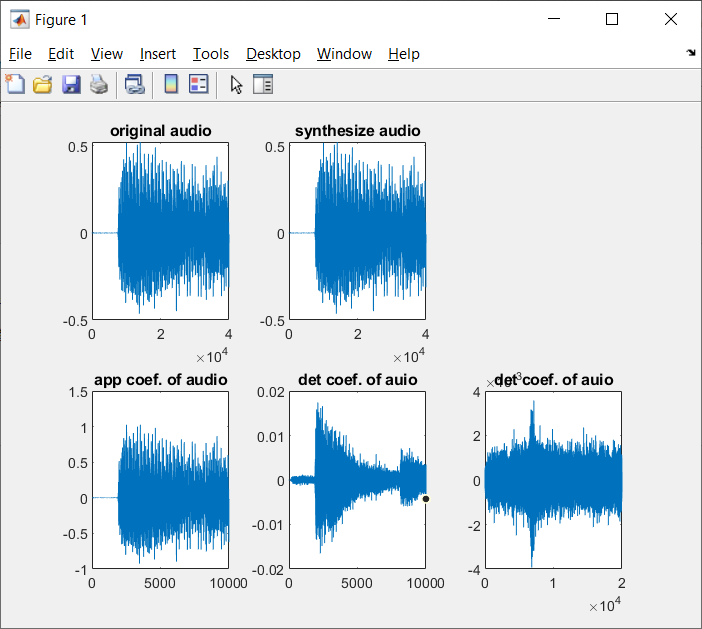 Figure 1
File Edit View Insert Tools Desktop Window Help
original audio synthesize audio
0.5 0.5
0 0
-0.5 -0.5
0 2 4 0 2 4
×10^4 ×10^4
app coef. of audio det coef. of auio ×10^-3 det coef. of auio
1.5 0.02 4
1 0.01 2
0.5 0 0
0 -0.01 -2
-0.5 -0.02 -4
-1
0 5000 10000 0 5000 10000 0 1 2
×10^4